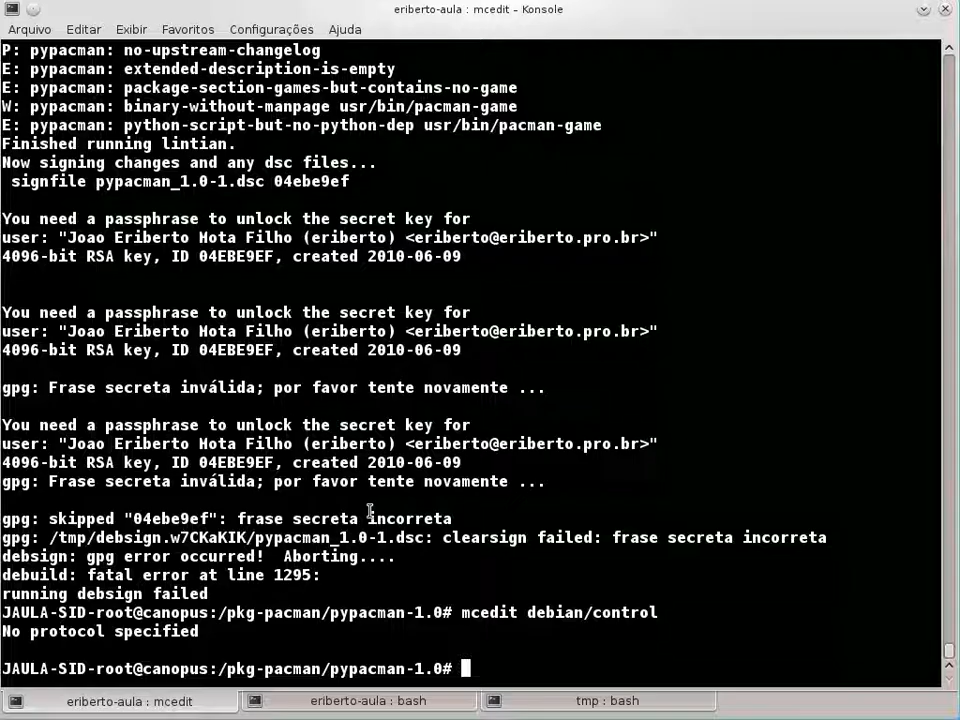 eriberto-aula : mcedit – Konsole
Arquivo Editar Exibir Favoritos Configurações Ajuda
P: pypacman: no-upstream-changelog
E: pypacman: extended-description-is-empty
E: pypacman: package-section-games-but-contains-no-game
W: pypacman: binary-without-manpage usr/bin/pacman-game
E: pypacman: python-script-but-no-python-dep usr/bin/pacman-game
Finished running lintian.
Now signing changes and any dsc files...
signfile pypacman_1.0-1.dsc 04ebe9ef
You need a passphrase to unlock the secret key for
user: "Joao Eriberto Mota Filho (eriberto) <eriberto@eriberto.pro.br>"
4096-bit RSA key, ID 04EBE9EF, created 2010-06-09
You need a passphrase to unlock the secret key for
user: "Joao Eriberto Mota Filho (eriberto) <eriberto@eriberto.pro.br>"
4096-bit RSA key, ID 04EBE9EF, created 2010-06-09
gpg: Frase secreta inválida; por favor tente novamente ...
You need a passphrase to unlock the secret key for
user: "Joao Eriberto Mota Filho (eriberto) <eriberto@eriberto.pro.br>"
4096-bit RSA key, ID 04EBE9EF, created 2010-06-09
gpg: Frase secreta inválida; por favor tente novamente ...
gpg: skipped "04ebe9ef": frase secreta incorreta
gpg: /tmp/debsign.w7CKaKIK/pypacman_1.0-1.dsc: clearsign failed: frase secreta incorreta
debsign: gpg error occurred! Aborting....
debuild: fatal error at line 1295:
running debsign failed
JAULA-SID-root@canopus:/pkg-pacman/pypacman-1.0# mcedit debian/control
No protocol specified
JAULA-SID-root@canopus:/pkg-pacman/pypacman-1.0#
eriberto-aula : mcedit
eriberto-aula : bash
tmp : bash